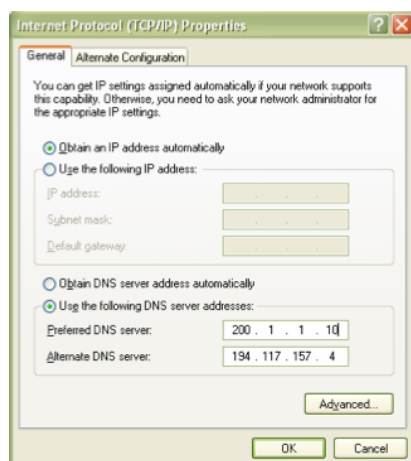 Internet Protocol (TCP/IP) Properties
General
Alternate Configuration
You can get IP settings assigned automatically if your network supports
this capability. Otherwise, you need to ask your network administrator for
the appropriate IP settings.
Obtain an IP address automatically
Use the following IP address:
IP address:
Subnet mask:
Default gateway:
Obtain DNS server address automatically
Use the following DNS server addresses:
Preferred DNS server: 200 . 1 . 1 . 10
Alternate DNS server: 194 . 117 . 157 . 4
Advanced...
OK Cancel